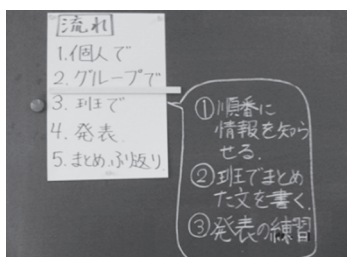 流れ
1.個人で
2.グループで
3.班で
4.発表
5.まとめ,ふり返り
①順番に
情報を知ら
せる.
②班でまとめ
た文を書く.
③発表の練習